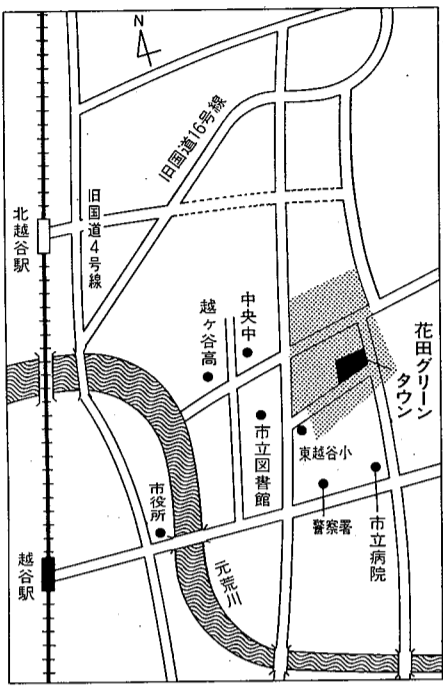 N
旧国道16号線
旧国道4号線
北越谷駅
中央中
越ヶ谷高
花田グリーン
タウン
市立図書館
東越谷小
市役所
警察署
市立病院
越谷駅
元荒川